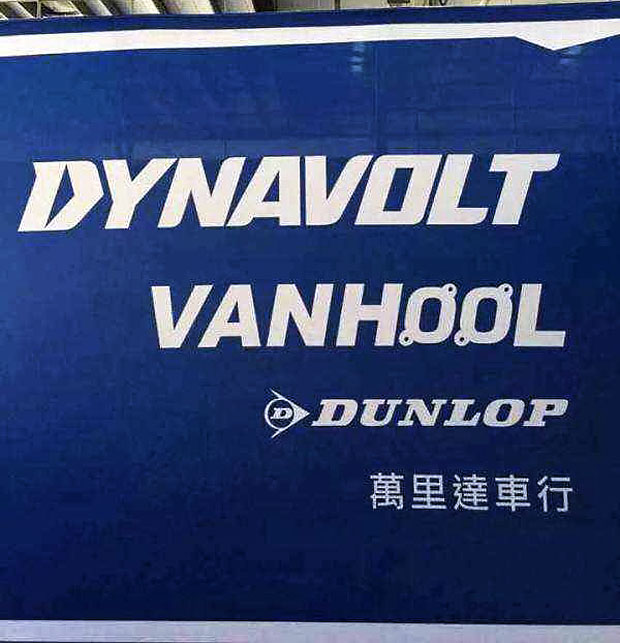 DYNAVOLT
VANHOOL
D DUNLOP
萬里達車行